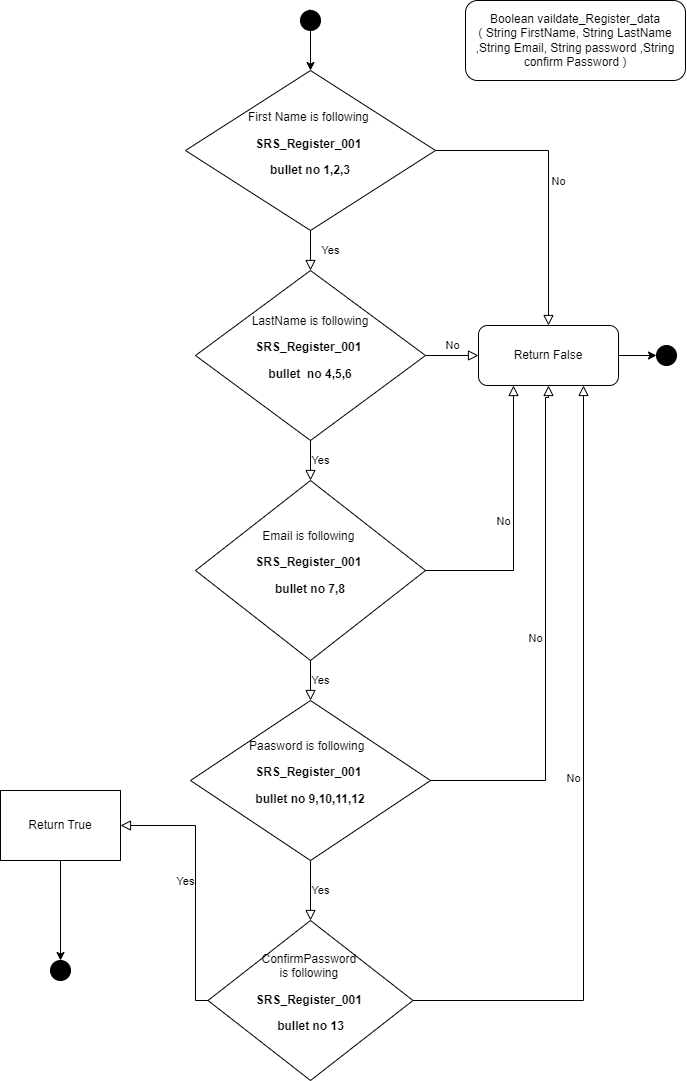 Boolean vaildate_Register_data
( String FirstName, String LastName
,String Email, String password ,String
confirm Password )
First Name is following
SRS_Register_001
bullet no 1,2,3
No
Yes
LastName is following
SRS_Register_001
bullet  no 4,5,6
No
Return False
Yes
Email is following
SRS_Register_001
bullet no 7,8
No
No
Yes
Paasword is following
SRS_Register_001
bullet no 9,10,11,12
No
Return True
Yes
Yes
ConfirmPassword
is following
SRS_Register_001
bullet no 13